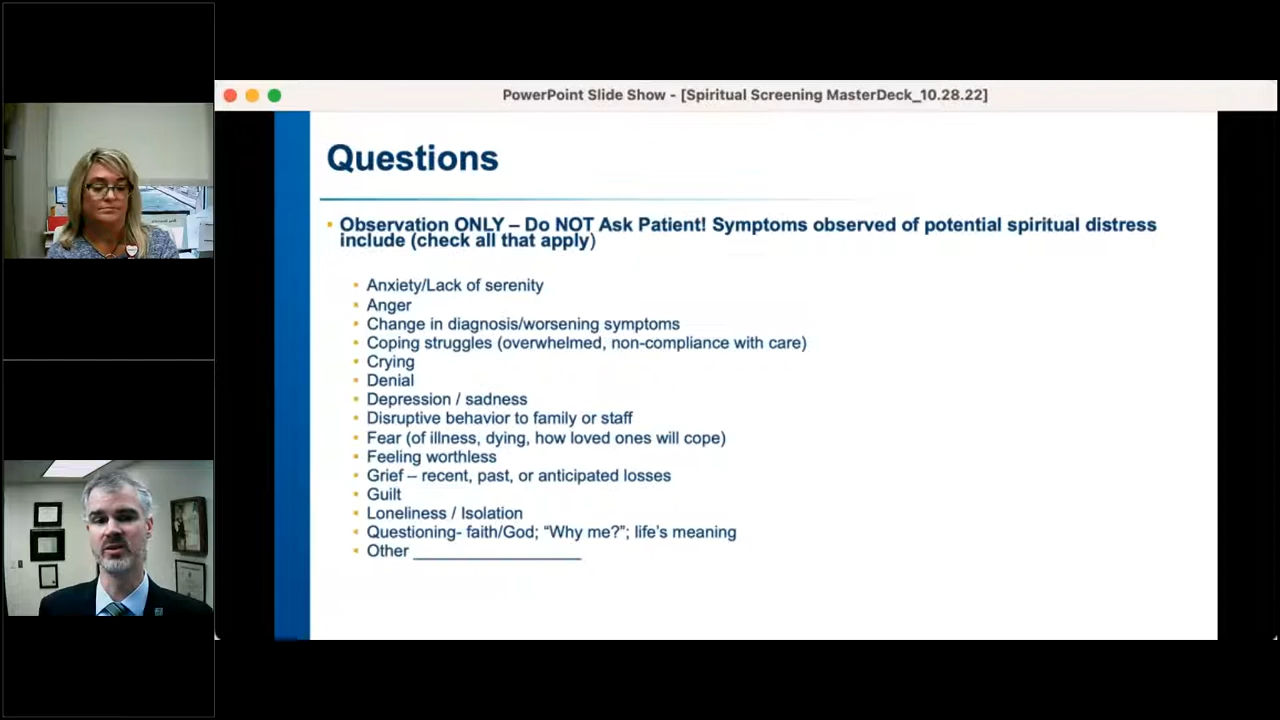 PowerPoint Slide Show - [Spiritual Screening MasterDeck_10.28.22]
Questions
• Observation ONLY – Do NOT Ask Patient! Symptoms observed of potential spiritual distress
include (check all that apply)
• Anxiety/Lack of serenity
• Anger
• Change in diagnosis/worsening symptoms
• Coping struggles (overwhelmed, non-compliance with care)
• Crying
• Denial
• Depression / sadness
• Disruptive behavior to family or staff
• Fear (of illness, dying, how loved ones will cope)
• Feeling worthless
• Grief – recent, past, or anticipated losses
• Guilt
• Loneliness / Isolation
• Questioning- faith/God; “Why me?”; life’s meaning
• Other ___________________